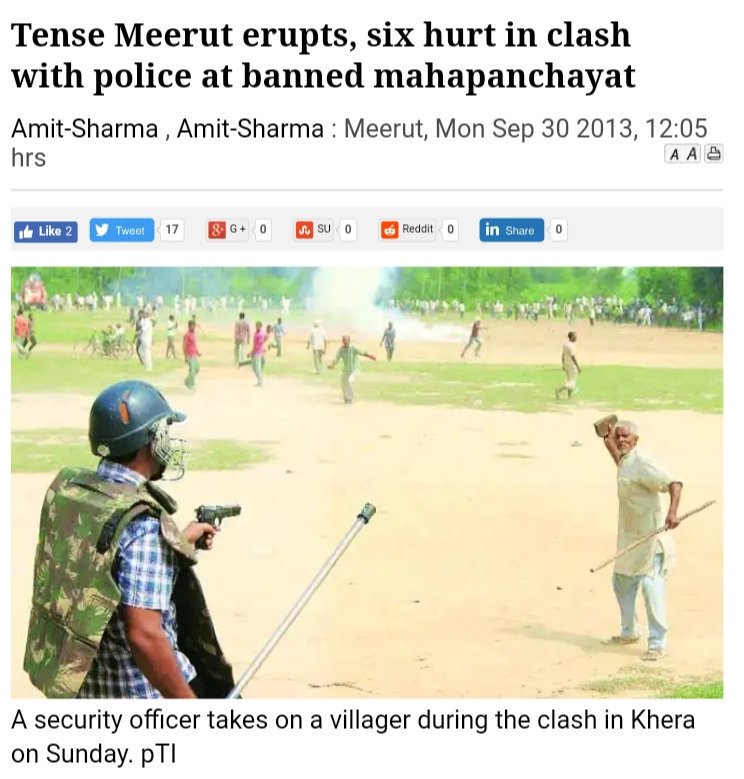 Tense Meerut erupts, six hurt in clash
with police at banned mahapanchayat
Amit-Sharma , Amit-Sharma : Meerut, Mon Sep 30 2013, 12:05
hrs
A A
Like 2 Tweet 17 G+ 0 SU 0 Reddit 0 in Share 0
A security officer takes on a villager during the clash in Khera
on Sunday. pTI